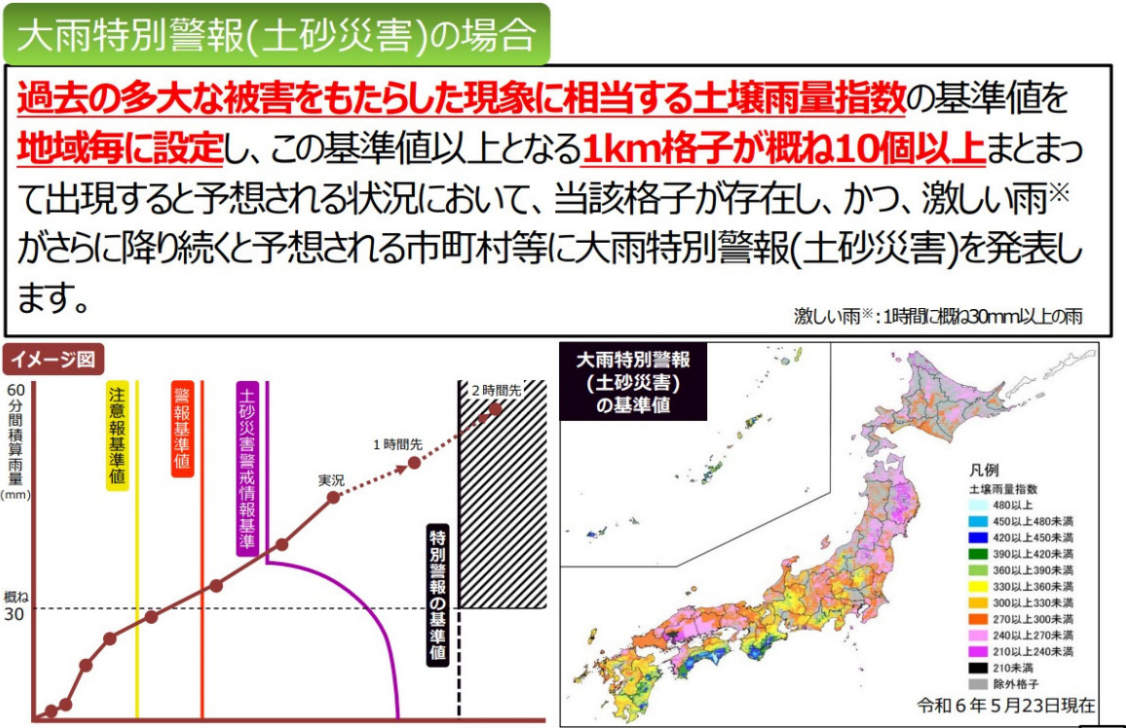 大雨特別警報(土砂災害)の場合
過去の多大な被害をもたらした現象に相当する土壌雨量指数の基準値を
地域毎に設定し、この基準値以上となる1km格子が概ね10個以上まとまっ
て出現すると予想される状況において、当該格子が存在し、かつ、激しい雨※
がさらに降り続くと予想される市町村等に大雨特別警報(土砂災害)を発表し
ます。
激しい雨※:1時間に概ね30mm以上の雨
イメージ図
60分間積算雨量
(mm)
概ね
30
注意報基準値
警報基準値
土砂災害警戒情報基準
実況
1時間先
2時間先
特別警報の基準値
大雨特別警報
(土砂災害)
の基準値
凡例
土壌雨量指数
480以上
450以上480未満
420以上450未満
390以上420未満
360以上390未満
330以上360未満
300以上330未満
270以上300未満
240以上270未満
210以上240未満
210未満
除外格子
令和6年5月23日現在